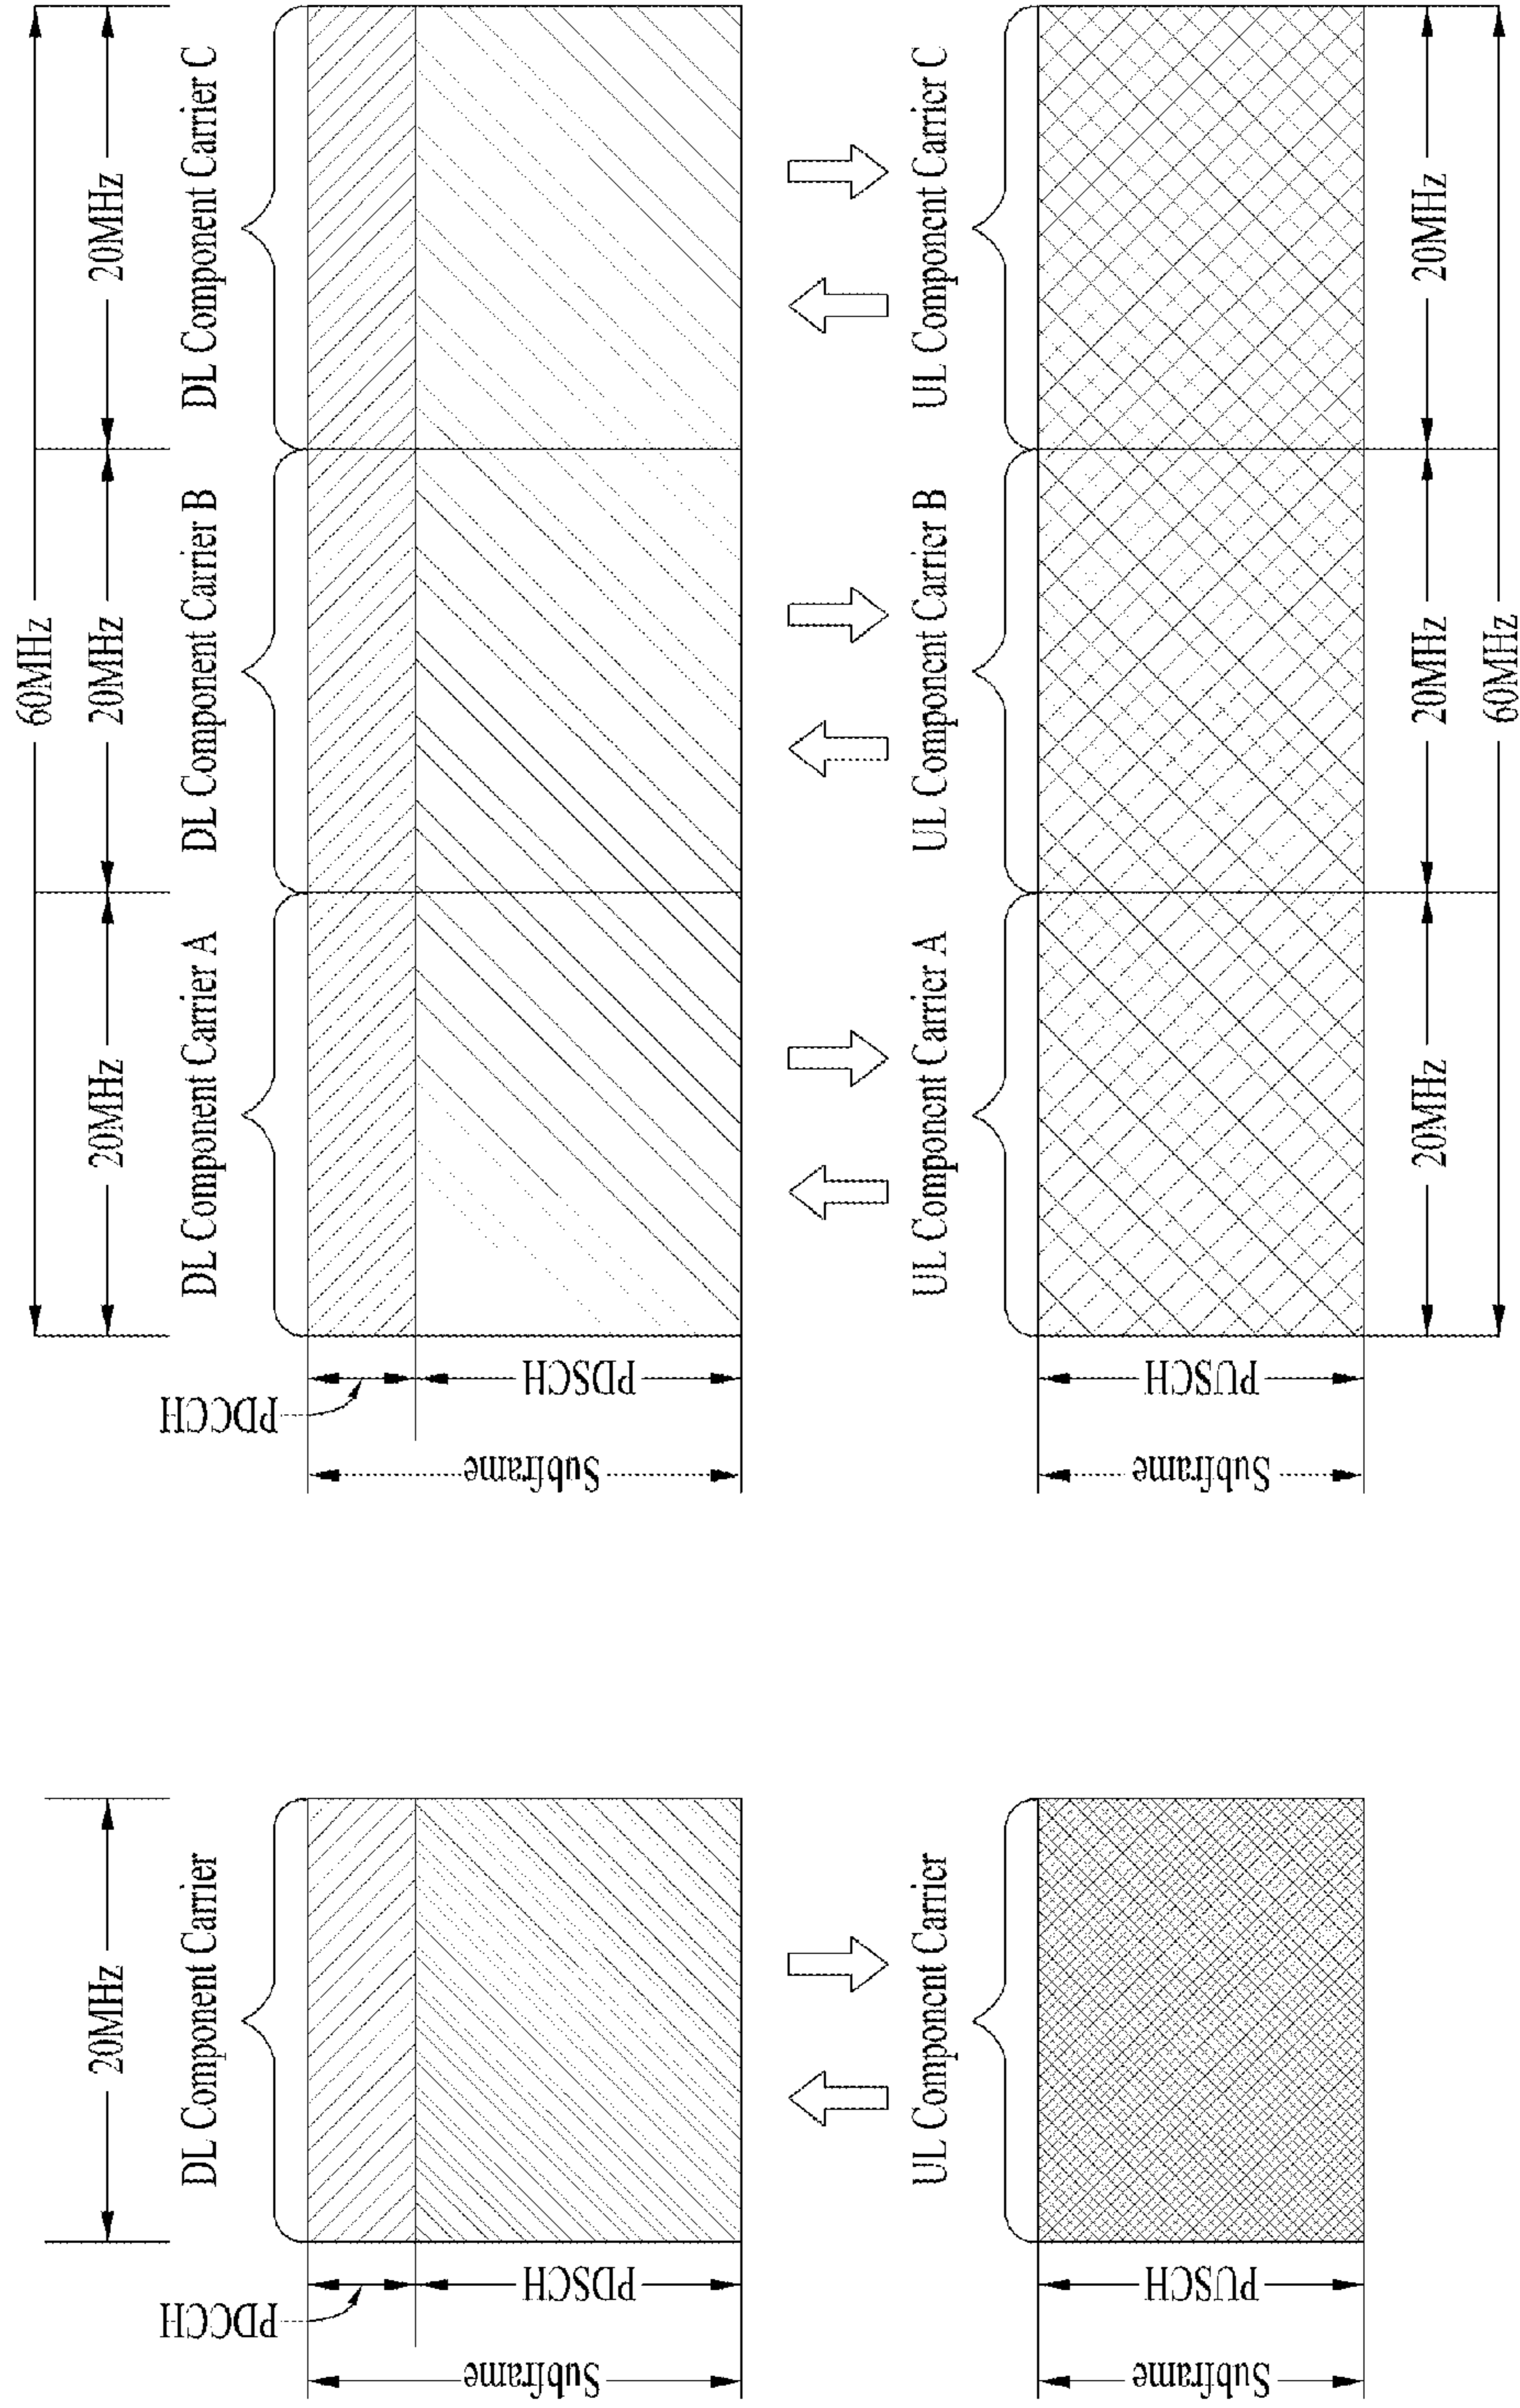 20MHz
DL Component Carrier
PDCCH
PDSCH
Subframe
UL Component Carrier
PUSCH
Subframe
60MHz
20MHz
20MHz
20MHz
DL Component Carrier A
DL Component Carrier B
DL Component Carrier C
PDCCH
PDSCH
Subframe
UL Component Carrier A
UL Component Carrier B
UL Component Carrier C
PUSCH
Subframe
20MHz
20MHz
20MHz
60MHz